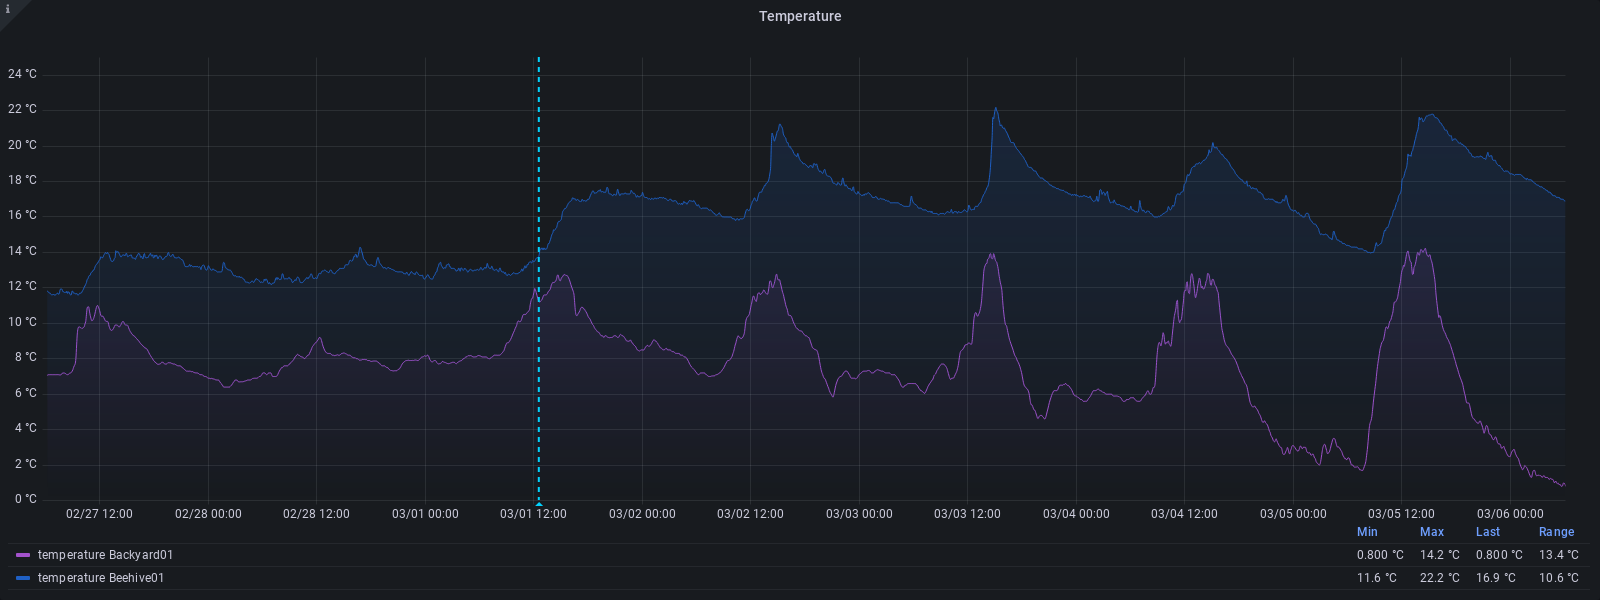 i
Temperature
24 °C
22 °C
20 °C
18 °C
16 °C
14 °C
12 °C
10 °C
8 °C
6 °C
4 °C
2 °C
0 °C
02/27 12:00 02/28 00:00 02/28 12:00 03/01 00:00 03/01 12:00 03/02 00:00 03/02 12:00 03/03 00:00 03/03 12:00 03/04 00:00 03/04 12:00 03/05 00:00 03/05 12:00 03/06 00:00
Min Max Last Range
temperature Backyard01 0.800 °C 14.2 °C 0.800 °C 13.4 °C
temperature Beehive01 11.6 °C 22.2 °C 16.9 °C 10.6 °C